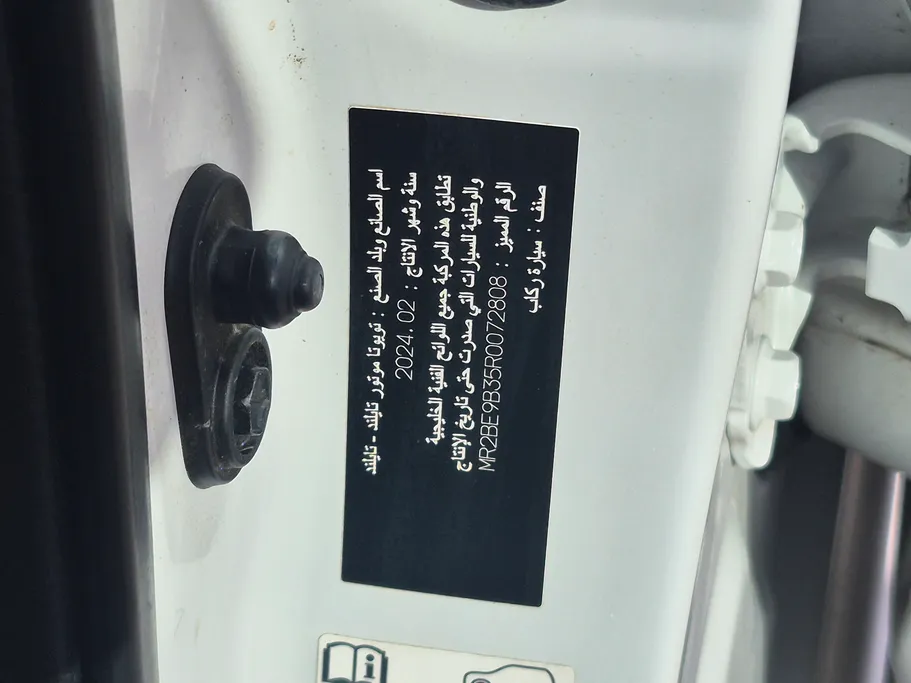 اسم الصانع وبلد الصنع : تويوتا موتور تايلند - تايلند
سنة وشهر الانتاج : 2024.02
تطابق هذه المركبة جميع اللوائح الفنية الخليجية
والوطنية للسيارات التي صدرت حتى تاريخ الإنتاج
الرقم المميز : MR2BE9B35R0072808
صنف : سيارة ركاب
i